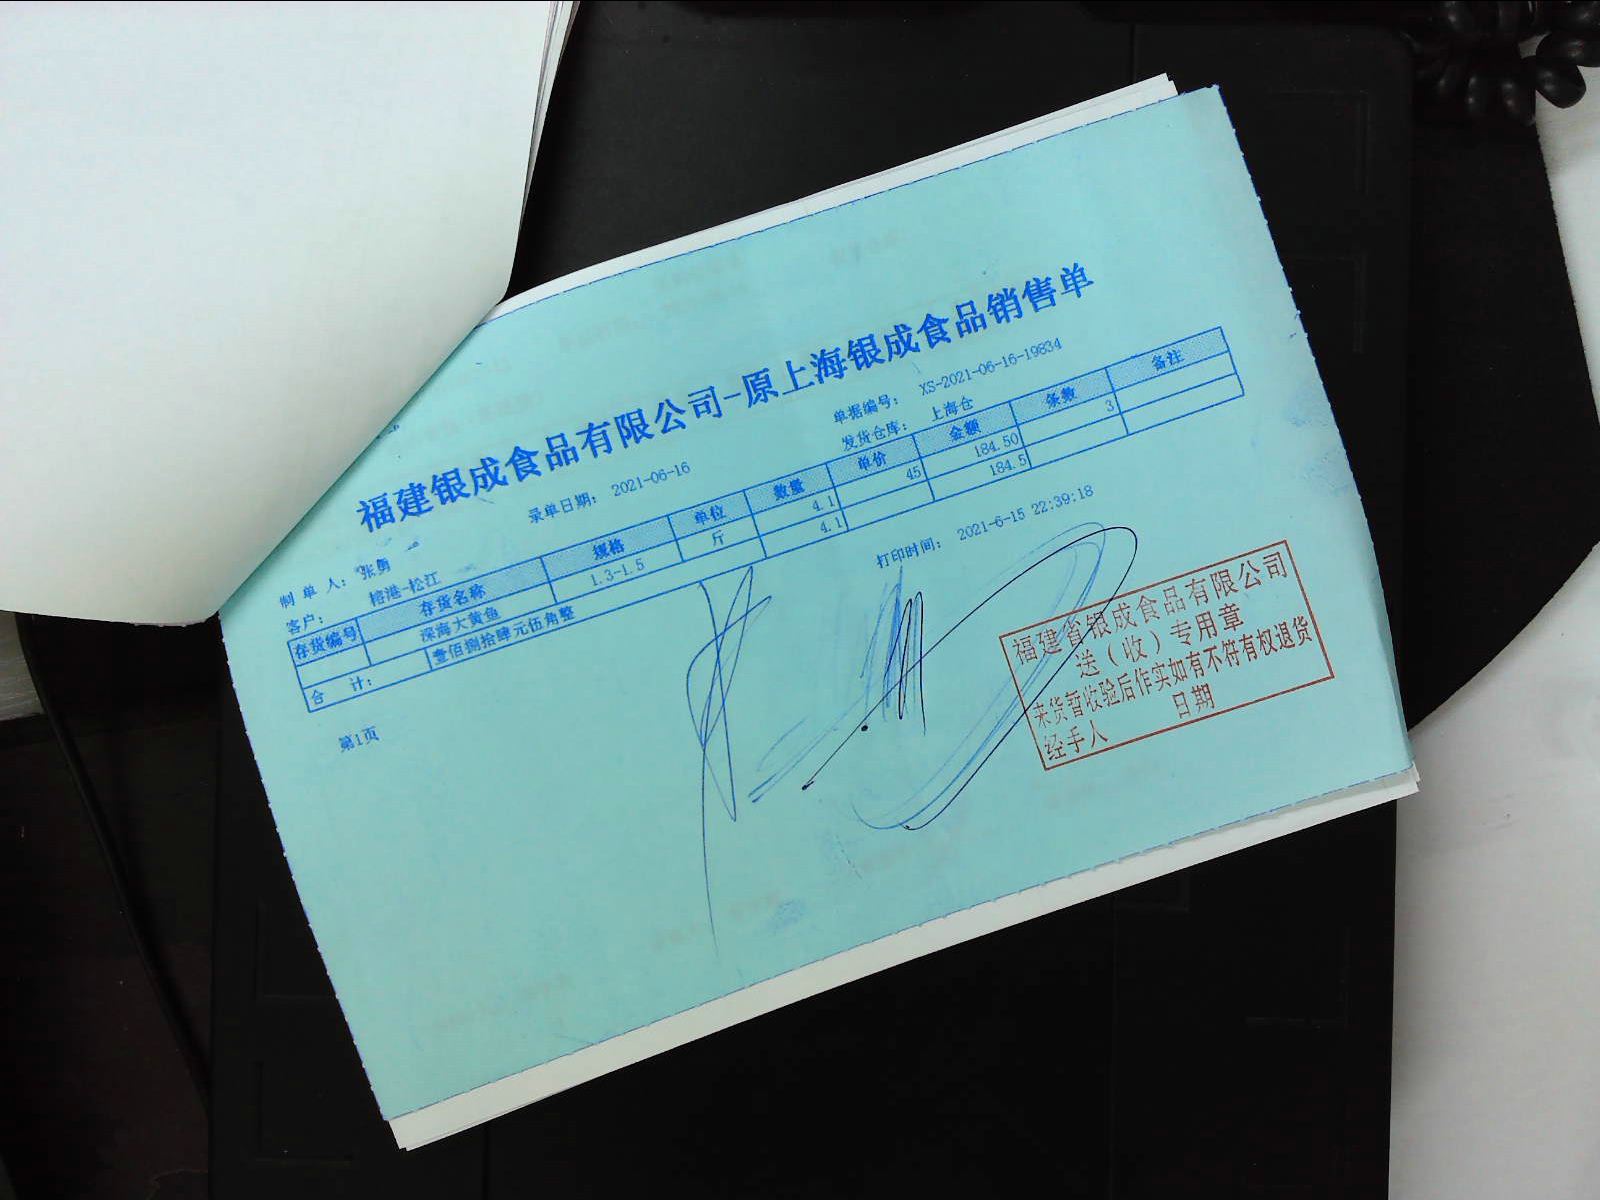 福建银成食品有限公司-原上海银成食品销售单
制 单 人: 张勇 录单日期: 2021-06-16 单据编号: XS-2021-06-16-19834
客户: 榕港-松江 发货仓库: 上海仓
存货编号 存货名称 规格 单位 数量 单价 金额 条数 备注
深海大黄鱼 1.3-1.5 斤 4.1 45 184.50 3
合 计: 壹佰捌拾肆元伍角整 4.1 184.5
第1页 打印时间: 2021-6-15 22:39:18
福建省银成食品有限公司
送(收)专用章
来货暂收验后作实如有不符有权退货
经手人 日期